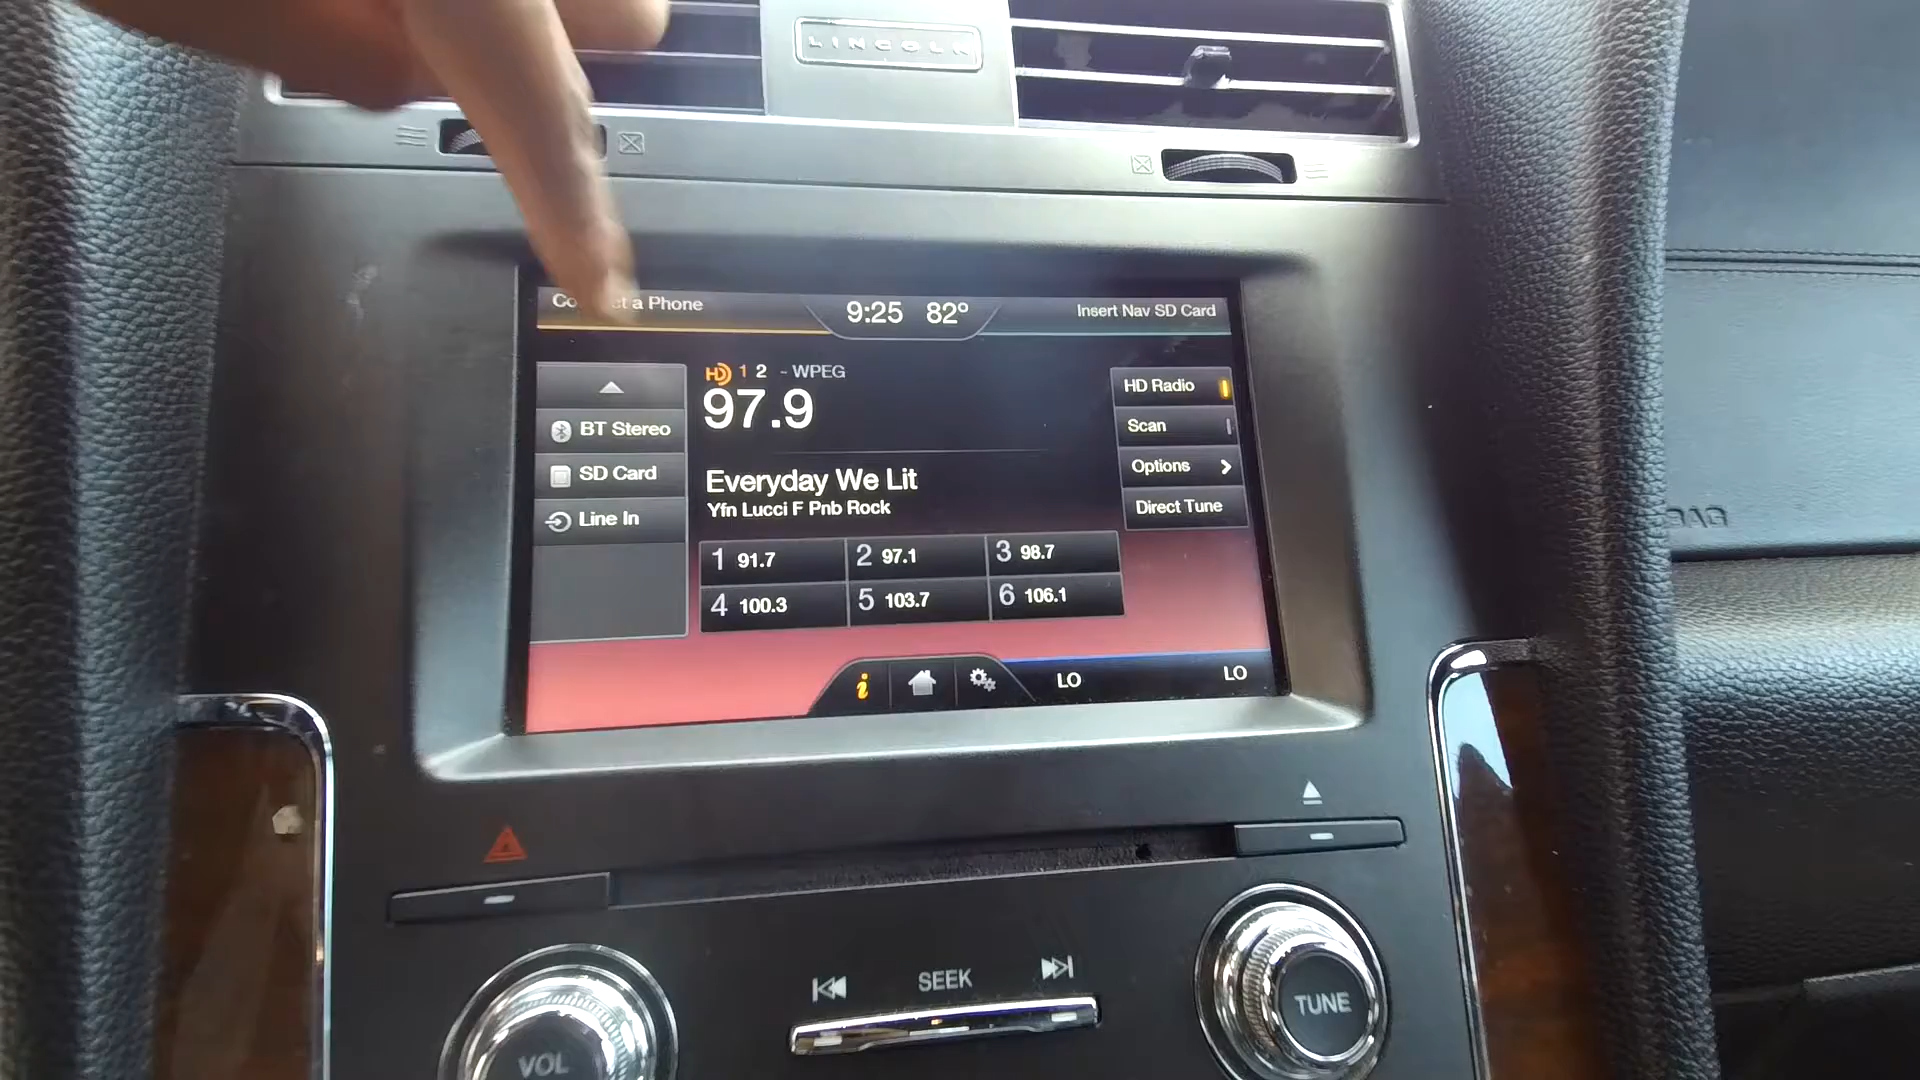 LINCOLN
a Phone
9:25 82°
Insert Nav SD Card
HD 1 2 - WPEG
97.9
BT Stereo
SD Card
Line In
Everyday We Lit
Yfn Lucci F Pnb Rock
HD Radio
Scan
Options
Direct Tune
1 91.7
2 97.1
3 98.7
4 100.3
5 103.7
6 106.1
i
LO
LO
SEEK
VOL
TUNE